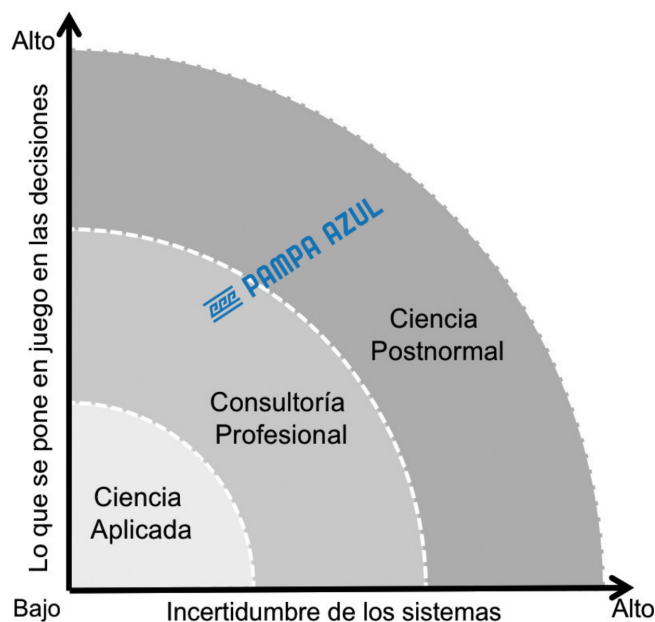 Alto
Lo que se pone en juego en las decisiones
PAMPA AZUL
Ciencia
Postnormal
Consultoría
Profesional
Ciencia
Aplicada
Bajo
Incertidumbre de los sistemas
Alto